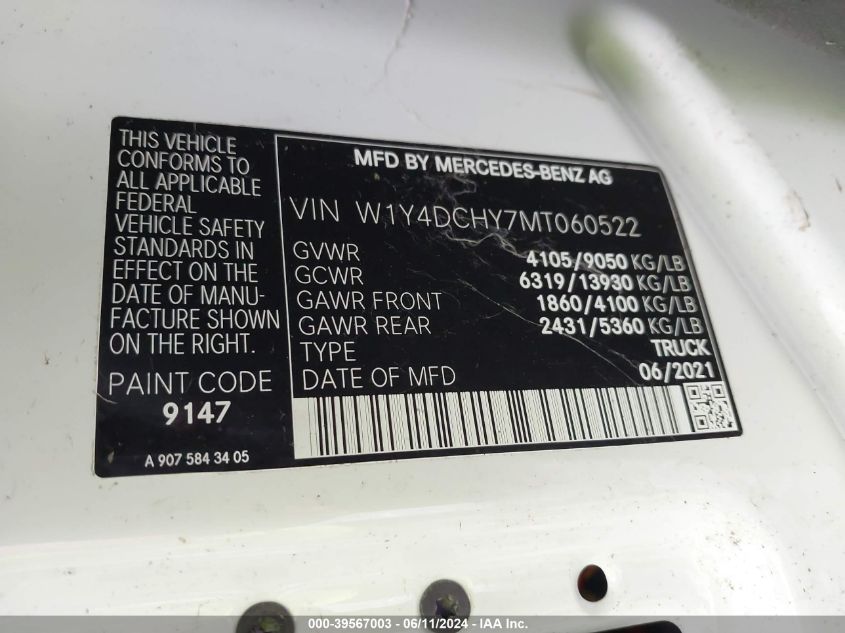 THIS VEHICLE
CONFORMS TO
ALL APPLICABLE
FEDERAL
VEHICLE SAFETY
STANDARDS IN
EFFECT ON THE
DATE OF MANU-
FACTURE SHOWN
ON THE RIGHT.
PAINT CODE
9147
A 907 584 34 05
MFD BY MERCEDES-BENZ AG
VIN W1Y4DCHY7MT060522
GVWR 4105/9050 KG/LB
GCWR 6319/13930 KG/LB
GAWR FRONT 1860/4100 KG/LB
GAWR REAR 2431/5360 KG/LB
TYPE TRUCK
DATE OF MFD 06/2021
000-39567003 - 06/11/2024 - IAA Inc.